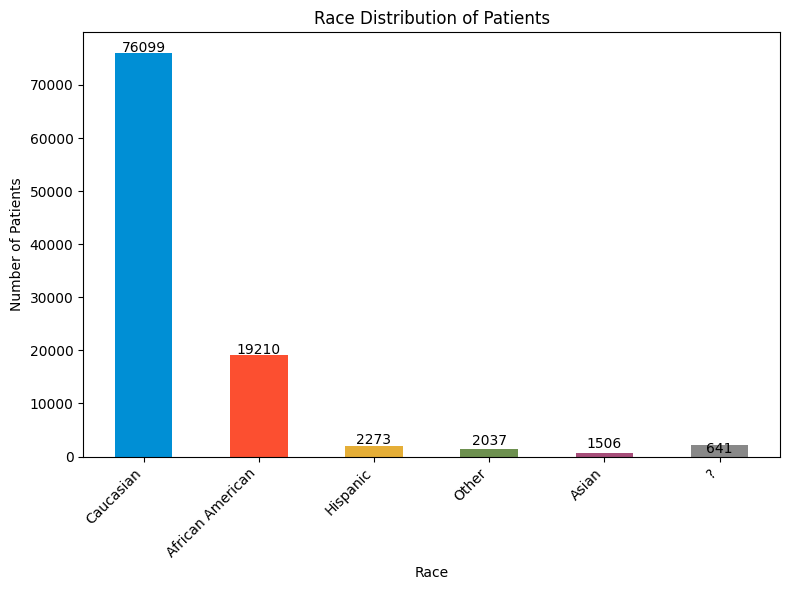 Race Distribution of Patients
Number of Patients
70000
60000
50000
40000
30000
20000
10000
0
76099
19210
2273
2037
1506
641
Caucasian
African American
Hispanic
Other
Asian
?
Race